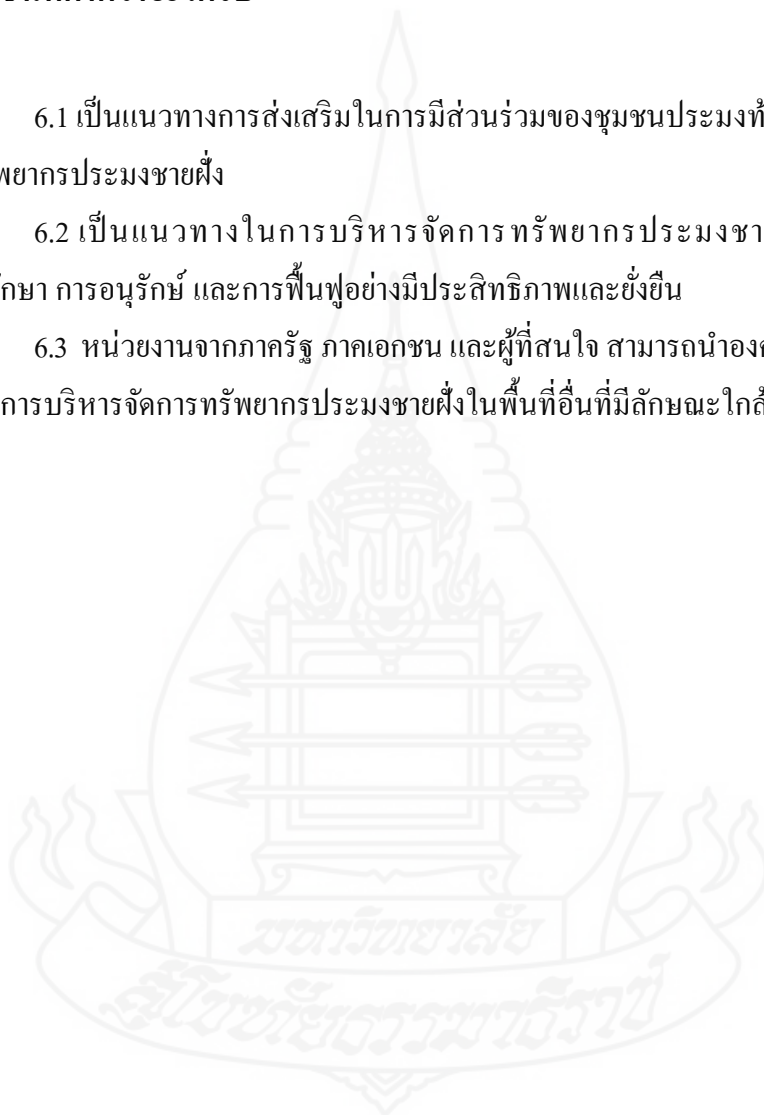 6.1 เป็นแนวทางการส่งเสริมในการมีส่วนร่วมของชุมชนประมง
พยากรประมงชายฝั่ง
6.2 เป็นแนวทางในการบริหารจัดการทรัพยากรประมงชา
กษา การอนุรักษ์ และการฟื้นฟูอย่างมีประสิทธิภาพและยั่งยืน
6.3 หน่วยงานจากภาครัฐ ภาคเอกชน และผู้ที่สนใจ สามารถนำอง
การบริหารจัดการทรัพยากรประมงชายฝั่งในพื้นที่อื่นที่มีลักษณะใกล้
มหาวิทยาลัย
สุโขทัยธรรมาธิราช